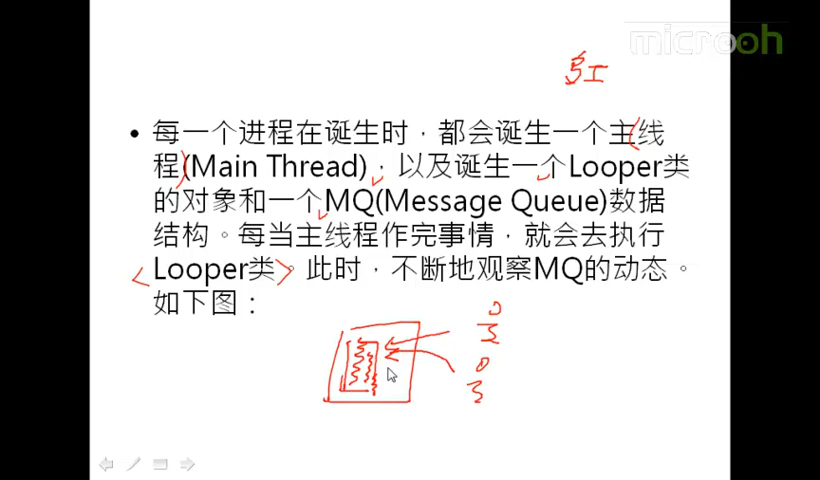 microoh
• 每一个进程在诞生时，都会诞生一个主线
程(Main Thread)，以及诞生一个Looper类
的对象和一个MQ(Message Queue)数据
结构。每当主线程作完事情，就会去执行
Looper类。此时，不断地观察MQ的动态。
如下图：